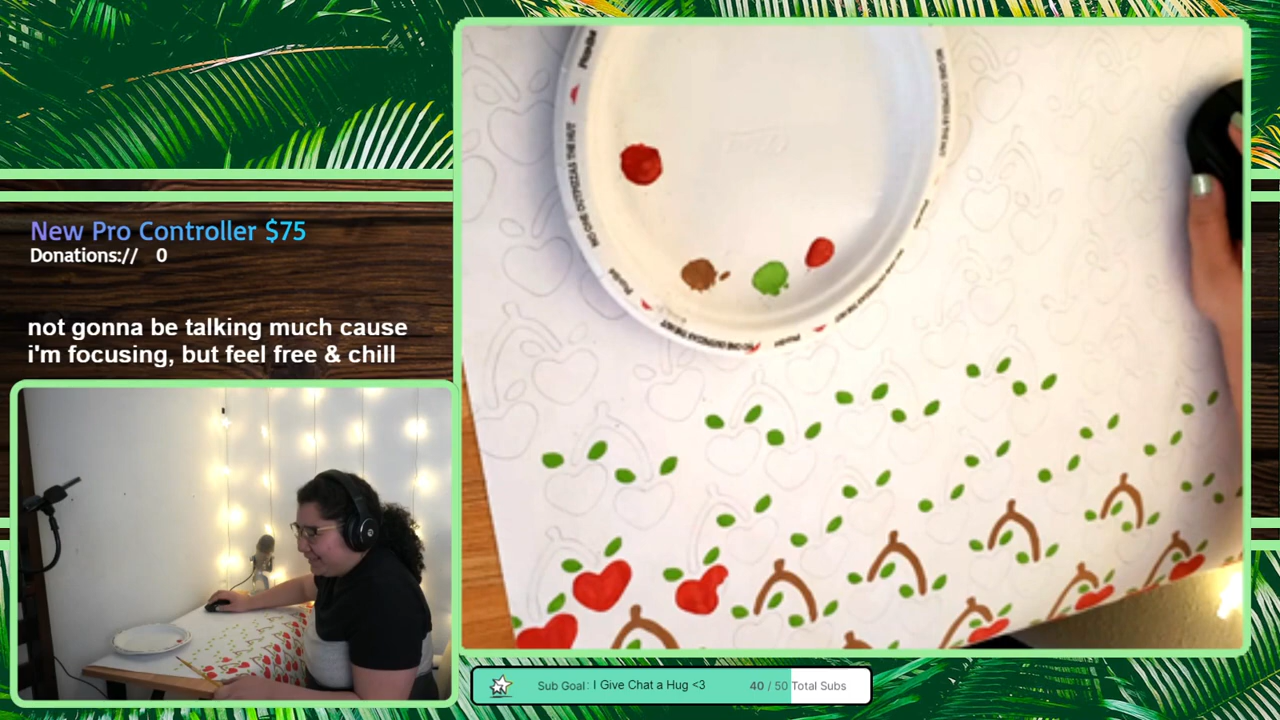 New Pro Controller $75
Donations:// 0
not gonna be talking much cause
i'm focusing, but feel free & chill
Sub Goal: I Give Chat a Hug <3 40 / 50 Total Subs